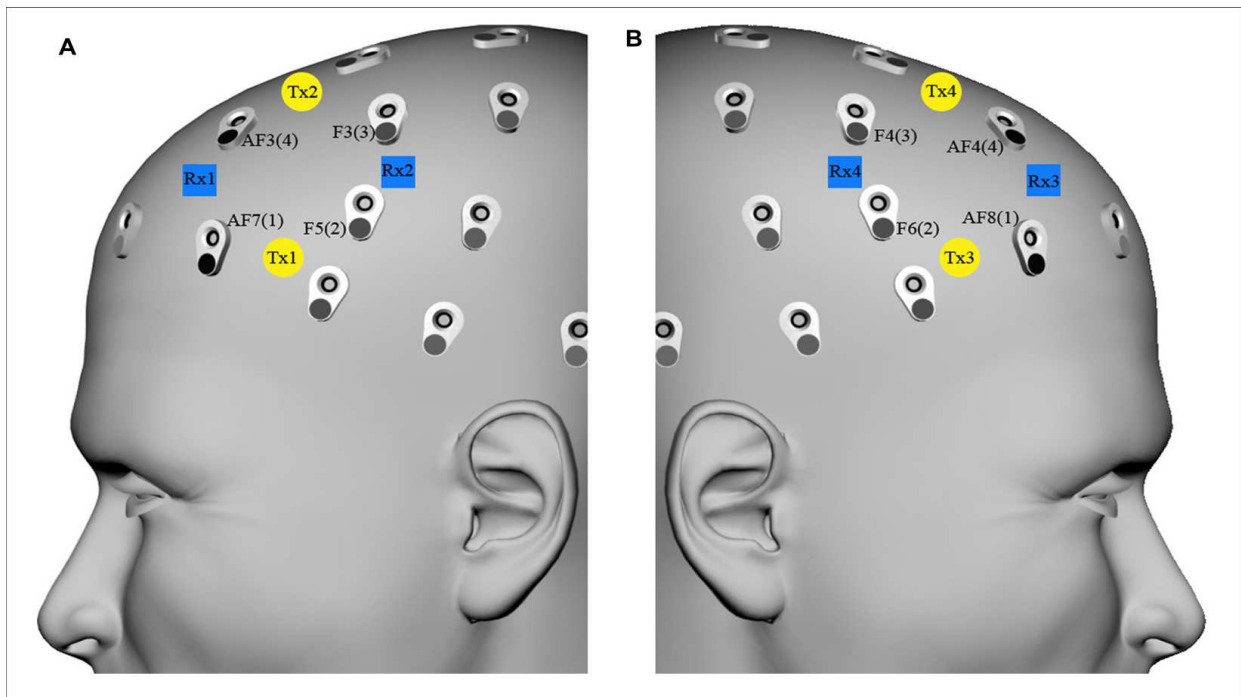 A
Tx2
AF3(4)
F3(3)
Rx1
Rx2
AF7(1)
F5(2)
Tx1
B
Tx4
F4(3)
AF4(4)
Rx4
Rx3
F6(2)
AF8(1)
Tx3